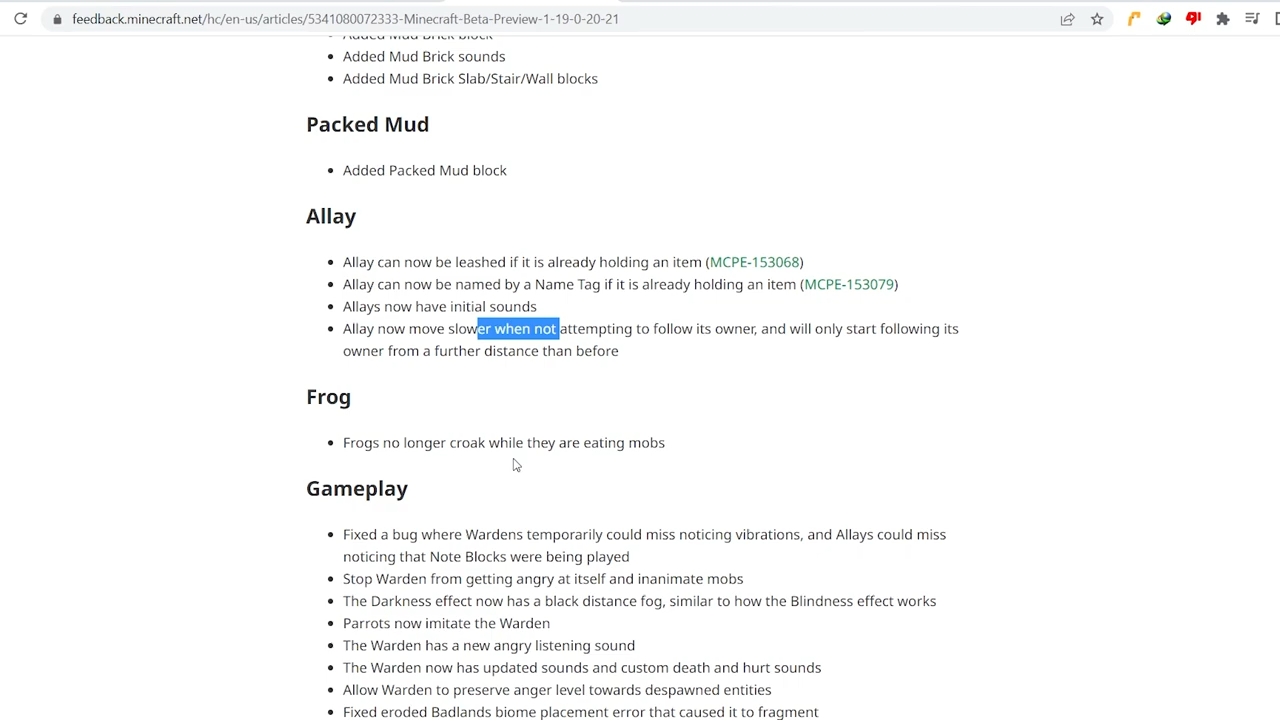 feedback.minecraft.net/hc/en-us/articles/5341080072333-Minecraft-Beta-Preview-1-19-0-20-21
Added Mud Brick block
Added Mud Brick sounds
Added Mud Brick Slab/Stair/Wall blocks
Packed Mud
Added Packed Mud block
Allay
Allay can now be leashed if it is already holding an item (MCPE-153068)
Allay can now be named by a Name Tag if it is already holding an item (MCPE-153079)
Allays now have initial sounds
Allay now move slower when not attempting to follow its owner, and will only start following its
owner from a further distance than before
Frog
Frogs no longer croak while they are eating mobs
Gameplay
Fixed a bug where Wardens temporarily could miss noticing vibrations, and Allays could miss
noticing that Note Blocks were being played
Stop Warden from getting angry at itself and inanimate mobs
The Darkness effect now has a black distance fog, similar to how the Blindness effect works
Parrots now imitate the Warden
The Warden has a new angry listening sound
The Warden now has updated sounds and custom death and hurt sounds
Allow Warden to preserve anger level towards despawned entities
Fixed eroded Badlands biome placement error that caused it to fragment